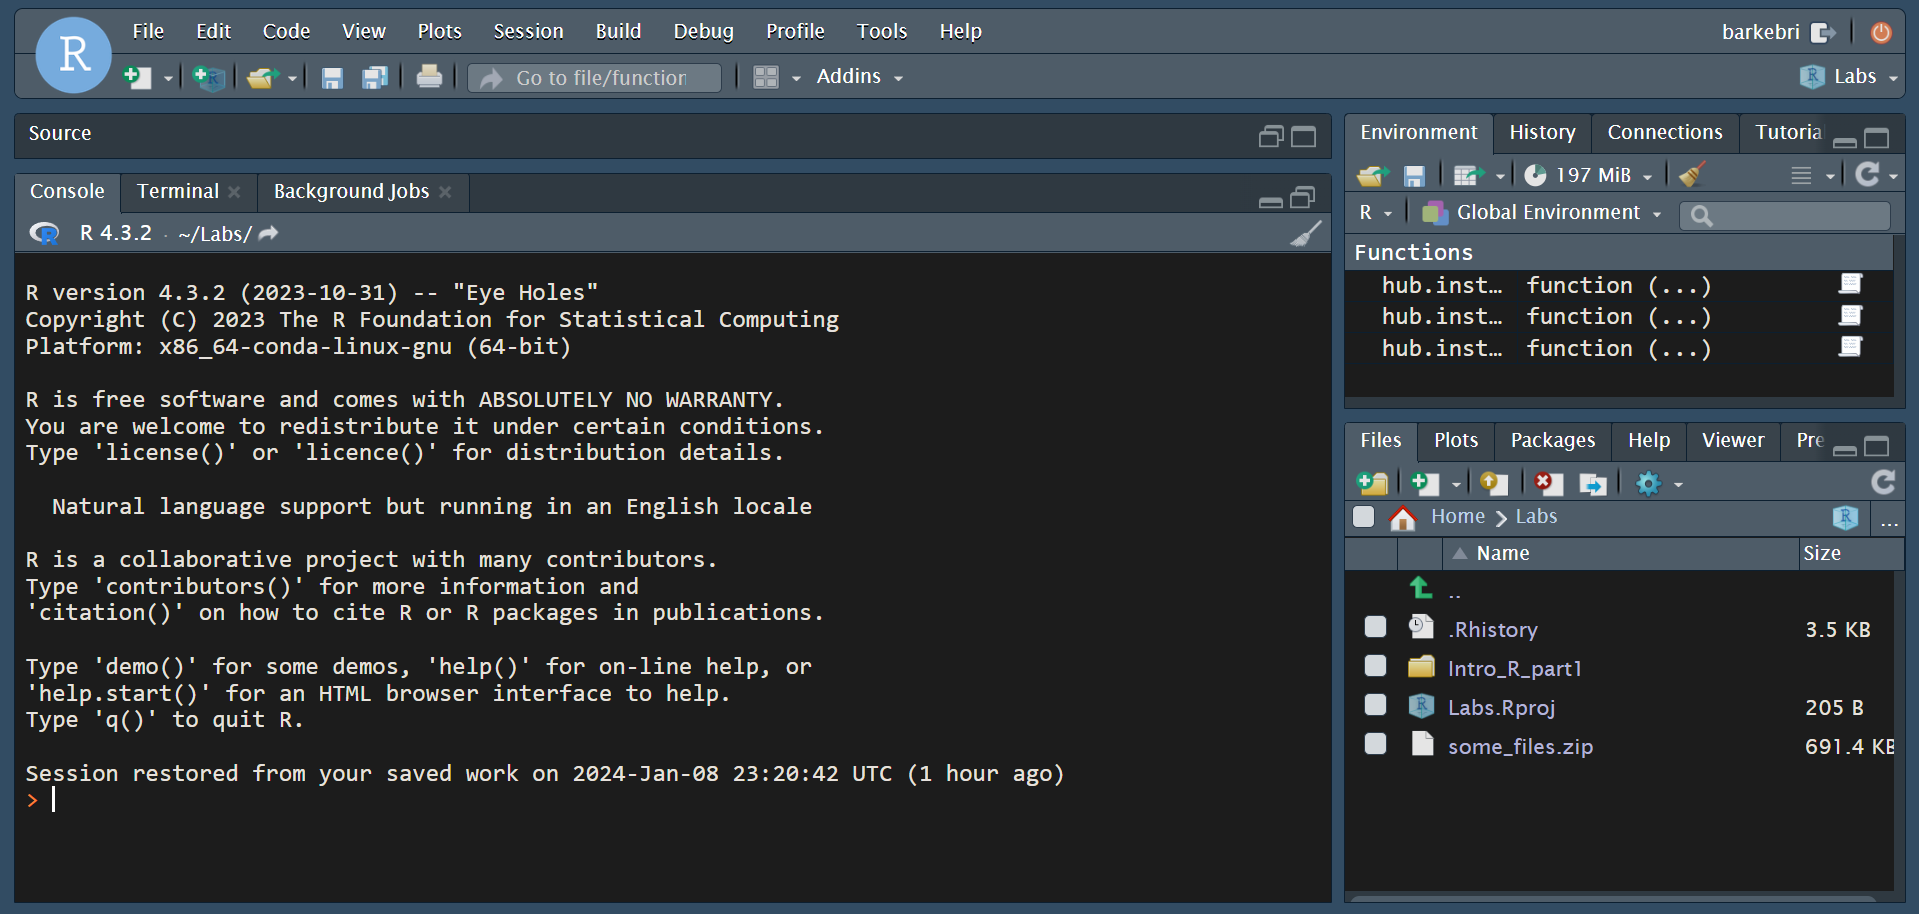 R
File Edit Code View Plots Session Build Debug Profile Tools Help
barkebri
Go to file/function
Addins
Labs
Source
Console Terminal Background Jobs
R 4.3.2 · ~/Labs/
R version 4.3.2 (2023-10-31) -- "Eye Holes"
Copyright (C) 2023 The R Foundation for Statistical Computing
Platform: x86_64-conda-linux-gnu (64-bit)
R is free software and comes with ABSOLUTELY NO WARRANTY.
You are welcome to redistribute it under certain conditions.
Type 'license()' or 'licence()' for distribution details.
Natural language support but running in an English locale
R is a collaborative project with many contributors.
Type 'contributors()' for more information and
'citation()' on how to cite R or R packages in publications.
Type 'demo()' for some demos, 'help()' for on-line help, or
'help.start()' for an HTML browser interface to help.
Type 'q()' to quit R.
Session restored from your saved work on 2024-Jan-08 23:20:42 UTC (1 hour ago)
>
Environment History Connections Tutoria
197 MiB
R Global Environment
Functions
hub.inst… function (...)
hub.inst… function (...)
hub.inst… function (...)
Files Plots Packages Help Viewer Pre
Home Labs R ...
Name Size
..
.Rhistory 3.5 KB
Intro_R_part1
Labs.Rproj 205 B
some_files.zip 691.4 KB